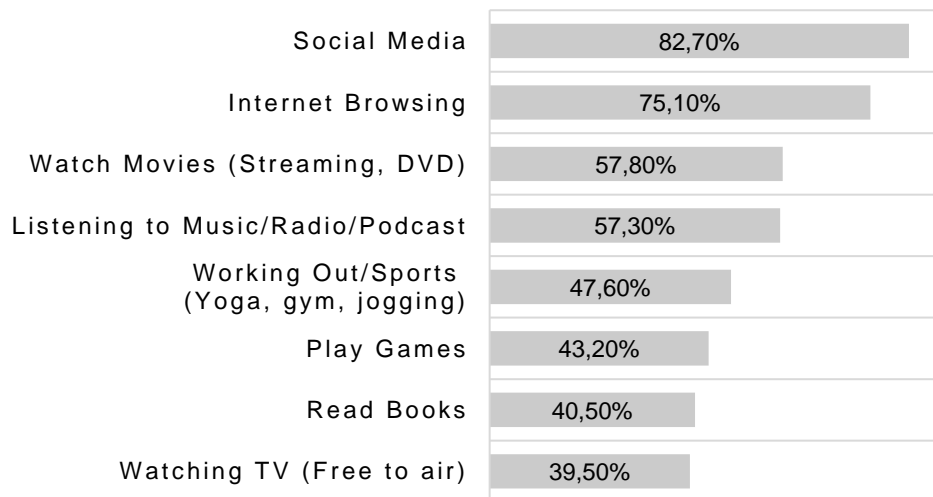 Social Media 82,70%
Internet Browsing 75,10%
Watch Movies (Streaming, DVD) 57,80%
Listening to Music/Radio/Podcast 57,30%
Working Out/Sports
(Yoga, gym, jogging) 47,60%
Play Games 43,20%
Read Books 40,50%
Watching TV (Free to air) 39,50%